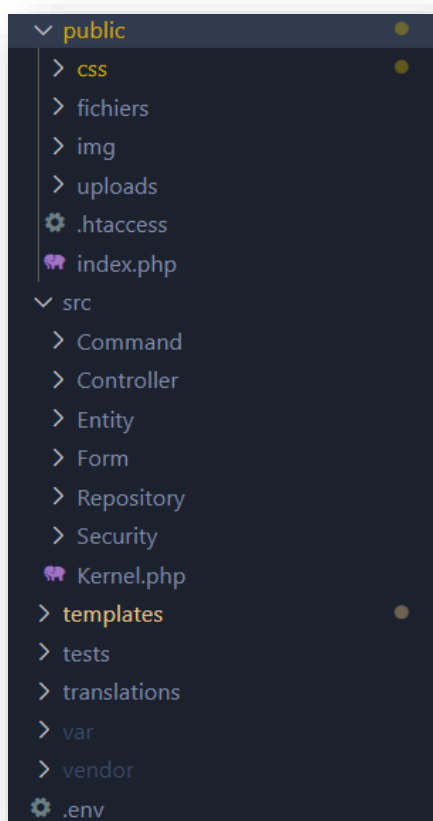 public
css
fichiers
img
uploads
.htaccess
index.php
src
Command
Controller
Entity
Form
Repository
Security
Kernel.php
templates
tests
translations
var
vendor
.env